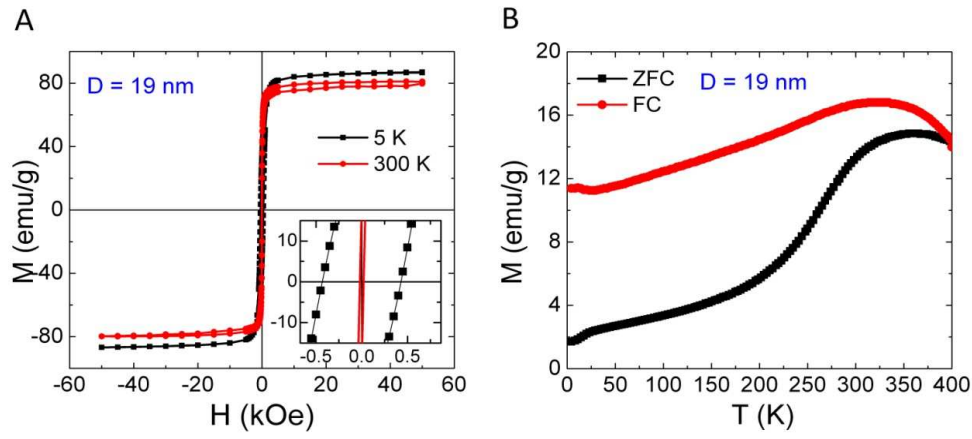 A
M (emu/g)
80
40
0
-40
-80
D = 19 nm
5 K
300 K
10
0
-10
-0.5 0.0 0.5
-60 -40 -20 0 20 40 60
H (kOe)
B
M (emu/g)
20
16
12
8
4
0
ZFC
FC
D = 19 nm
0 50 100 150 200 250 300 350 400
T (K)